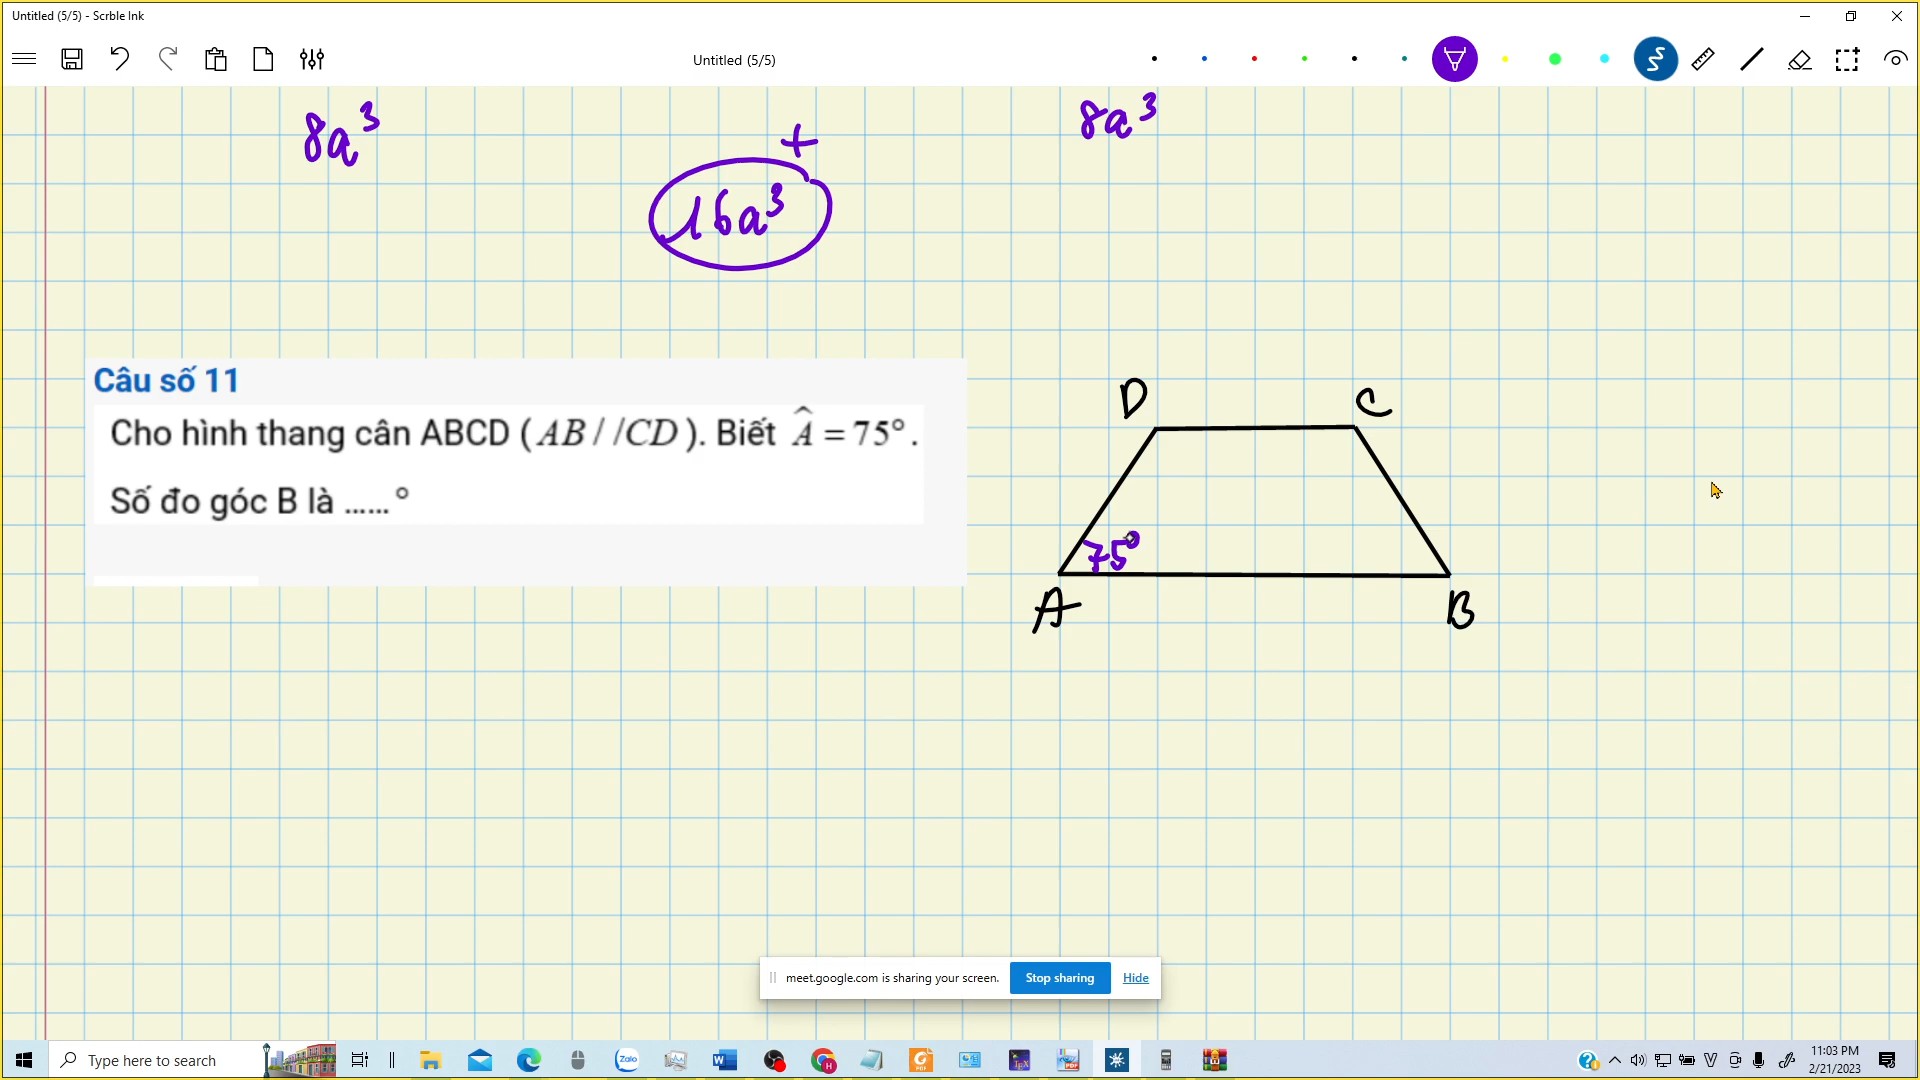 Untitled (5/5) - Scrble Ink
Untitled (5/5)
8a³
8a³
+
16a³
Câu số 11
Cho hình thang cân ABCD ( AB / /CD ). Biết Â = 75° .
Số đo góc B là ...... °
D
C
75°
A
B
meet.google.com is sharing your screen.
Stop sharing
Hide
Type here to search
Zalo
11:03 PM
2/21/2023